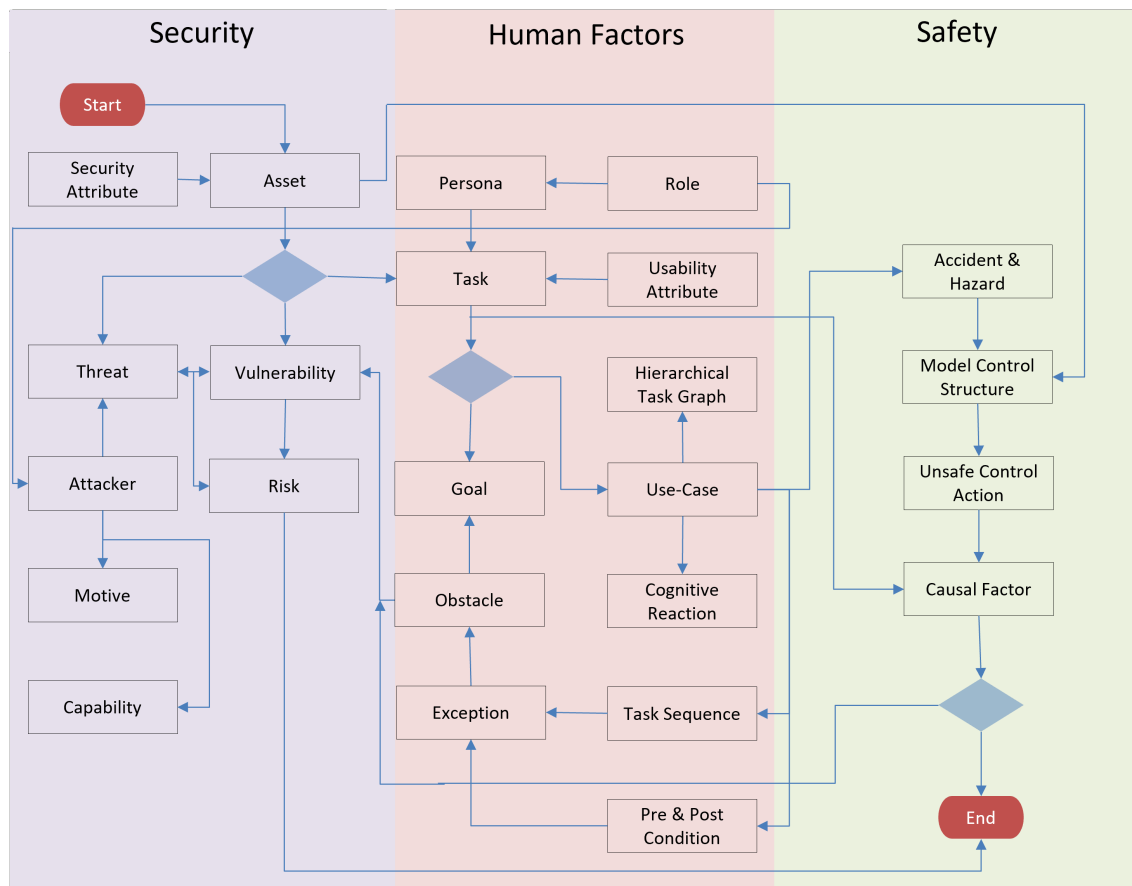 Security
Human Factors
Safety
Start
Security
Attribute
Asset
Persona
Role
Task
Usability
Attribute
Accident &
Hazard
Threat
Vulnerability
Hierarchical
Task Graph
Model Control
Structure
Attacker
Risk
Goal
Use-Case
Unsafe Control
Action
Motive
Obstacle
Cognitive
Reaction
Causal Factor
Capability
Exception
Task Sequence
Pre & Post
Condition
End